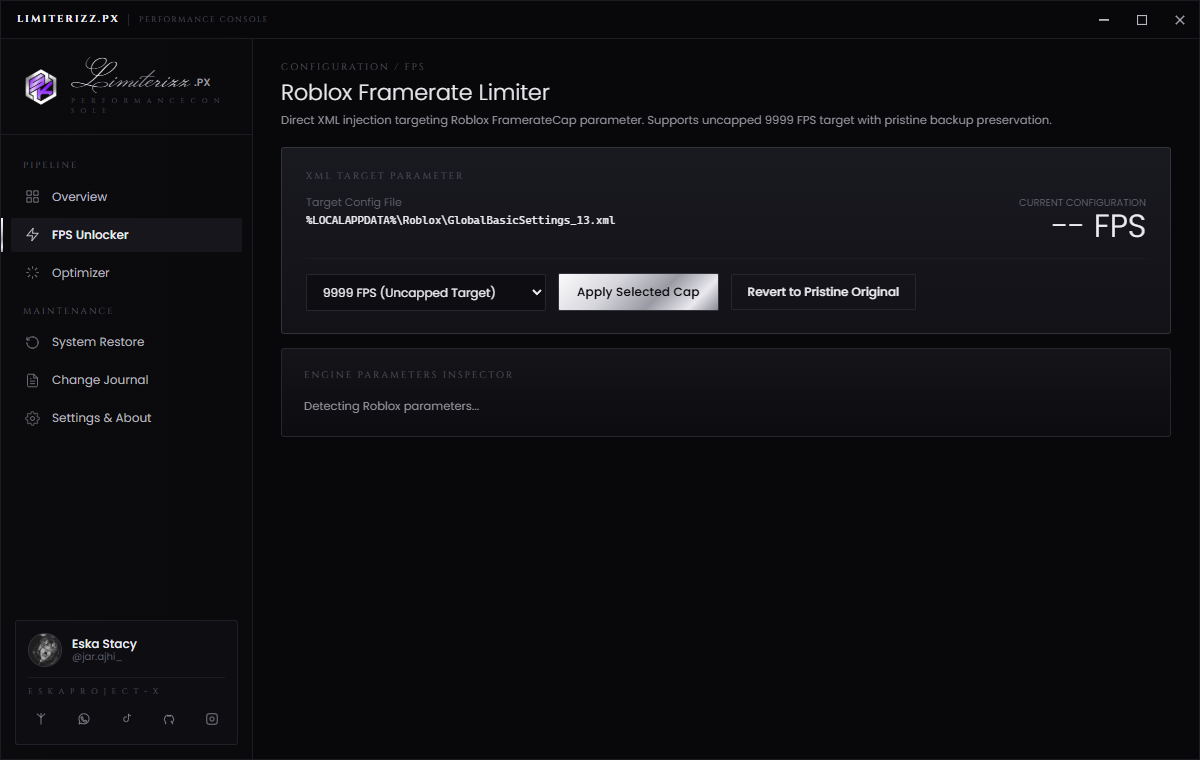 LIMITERIZZ.PX | PERFORMANCE CONSOLE
Limiterizz .PX
PERFORMANCECON
SOLE
PIPELINE
Overview
FPS Unlocker
Optimizer
MAINTENANCE
System Restore
Change Journal
Settings & About
Eska Stacy
@jar.ajhi_
ESKAPROJECT-X
CONFIGURATION / FPS
Roblox Framerate Limiter
Direct XML injection targeting Roblox FramerateCap parameter. Supports uncapped 9999 FPS target with pristine backup preservation.
XML TARGET PARAMETER
Target Config File
%LOCALAPPDATA%\Roblox\GlobalBasicSettings_13.xml
CURRENT CONFIGURATION
-- FPS
9999 FPS (Uncapped Target)
Apply Selected Cap
Revert to Pristine Original
ENGINE PARAMETERS INSPECTOR
Detecting Roblox parameters...